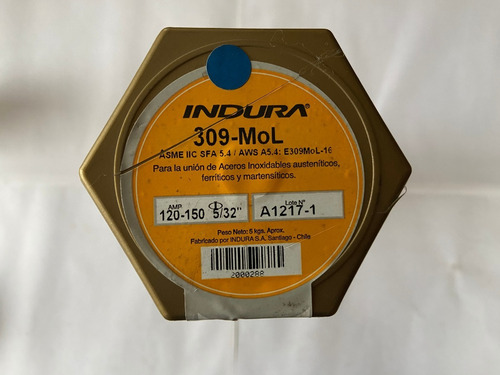 INDURA®
309-MoL
ASME IIC SFA 5.4 / AWS A5.4: E309MoL-16
Para la unión de Aceros Inoxidables austeníticos,
ferríticos y martensíticos.
AMP
120-150
Φ
5/32"
Lote Nº
A1217-1
Peso Neto: 5 kgs. Aprox.
Fabricado por INDURA S.A. Santiago - Chile
2000288